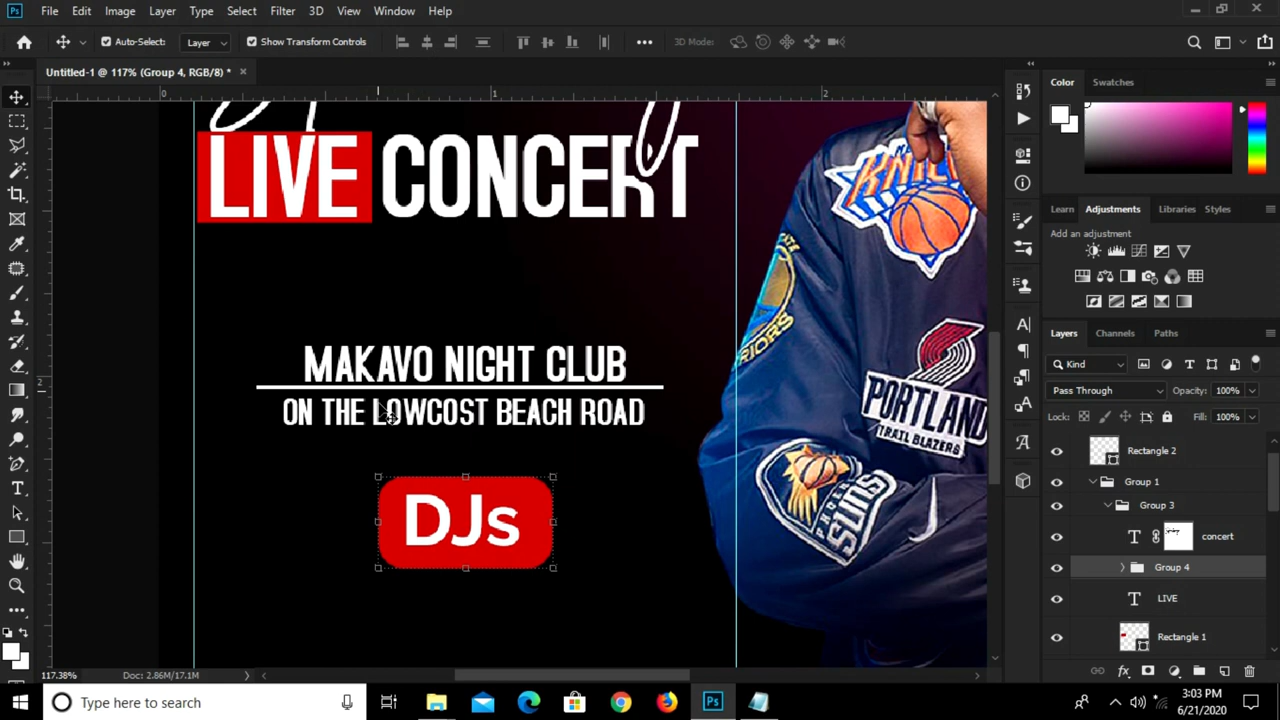 File Edit Image Layer Type Select Filter 3D View Window Help
Auto-Select: Layer Show Transform Controls 3D Mode:
Untitled-1 @ 117% (Group 4, RGB/8) *
0 1 2
2
LIVE CONCERT
MAKAVO NIGHT CLUB
ON THE LOWCOST BEACH ROAD
DJs
PORTLAND
TRAIL BLAZERS
SUNS
Color Swatches
Learn Adjustments Libraries Styles
Add an adjustment
Layers Channels Paths
Kind
Pass Through Opacity: 100%
Lock: Fill: 100%
Rectangle 2
Group 1
Group 3
concert
Group 4
LIVE
Rectangle 1
117.38% Doc: 2.86M/17.1M
Type here to search
3:03 PM
6/21/2020